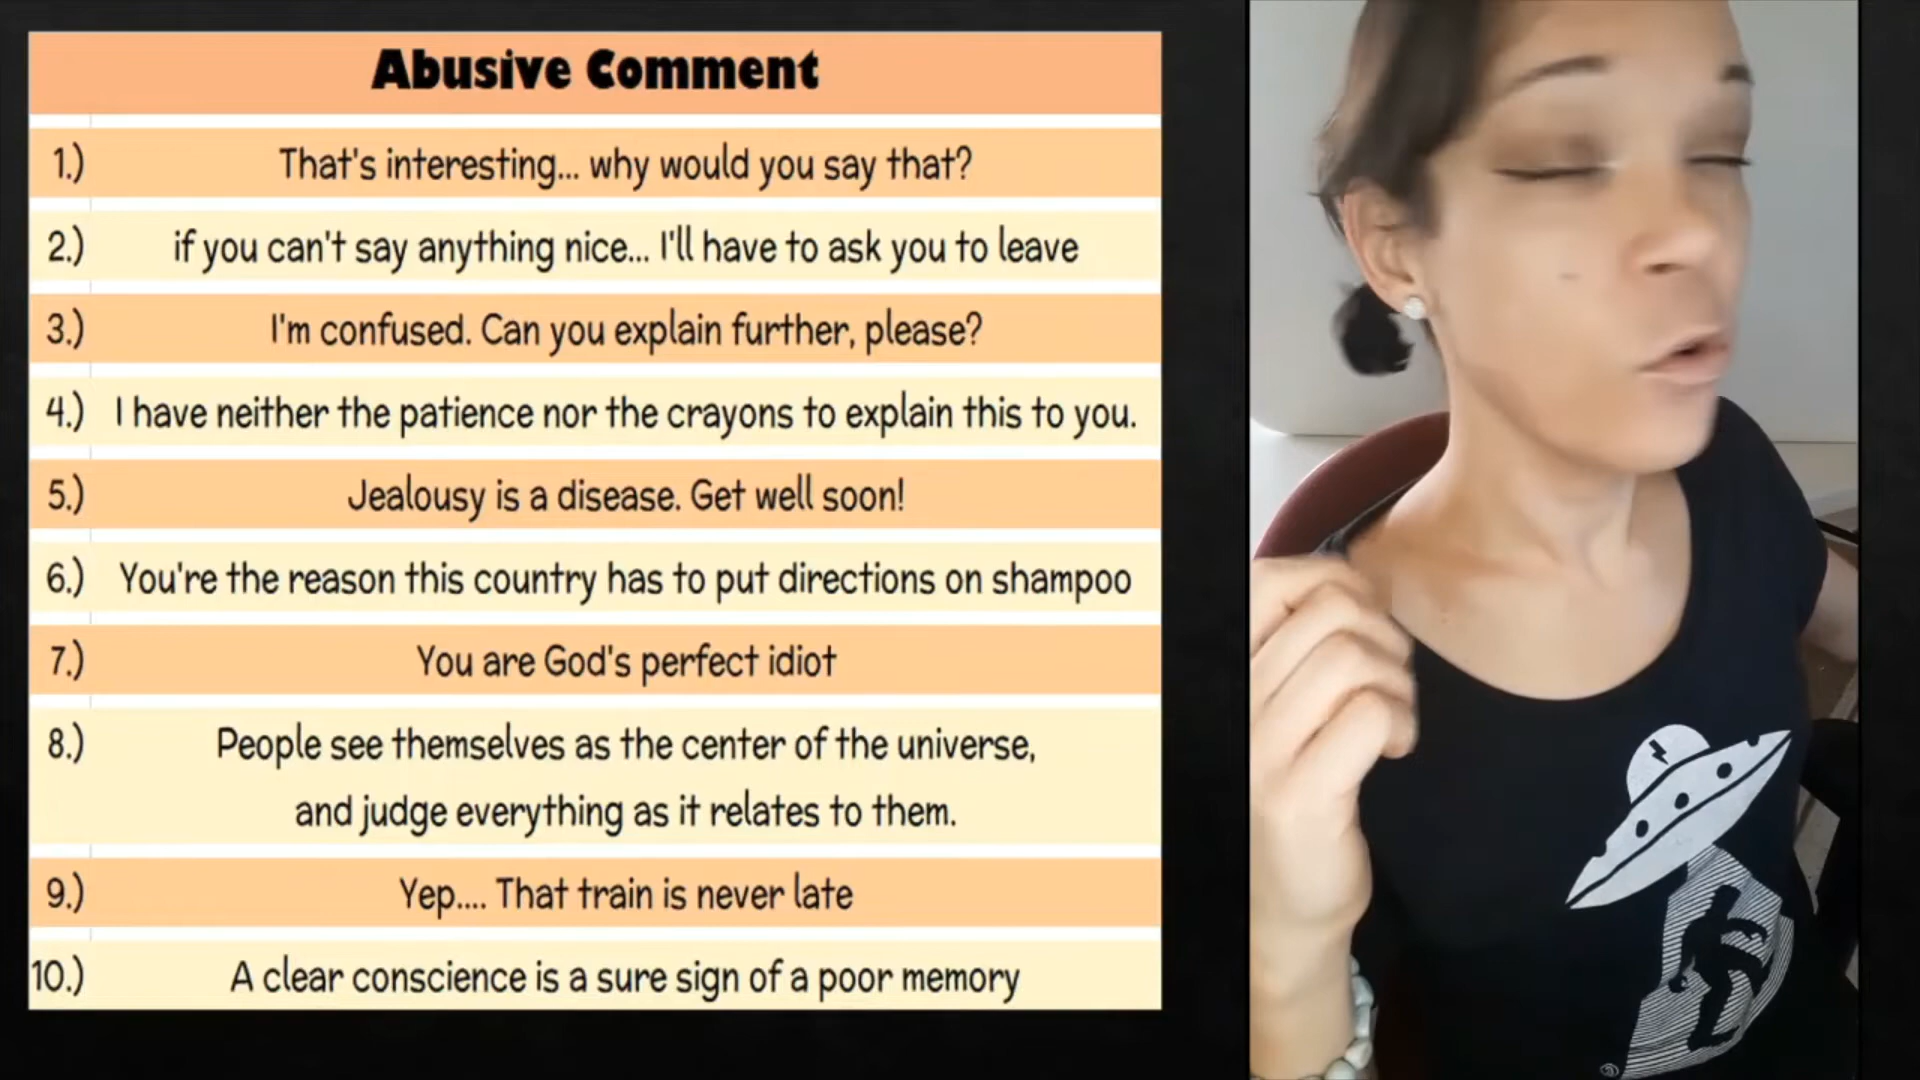 Abusive Comment
1.) That's interesting... why would you say that?
2.) if you can't say anything nice... I'll have to ask you to leave
3.) I'm confused. Can you explain further, please?
4.) I have neither the patience nor the crayons to explain this to you.
5.) Jealousy is a disease. Get well soon!
6.) You're the reason this country has to put directions on shampoo
7.) You are God's perfect idiot
8.) People see themselves as the center of the universe,
and judge everything as it relates to them.
9.) Yep.... That train is never late
10.) A clear conscience is a sure sign of a poor memory